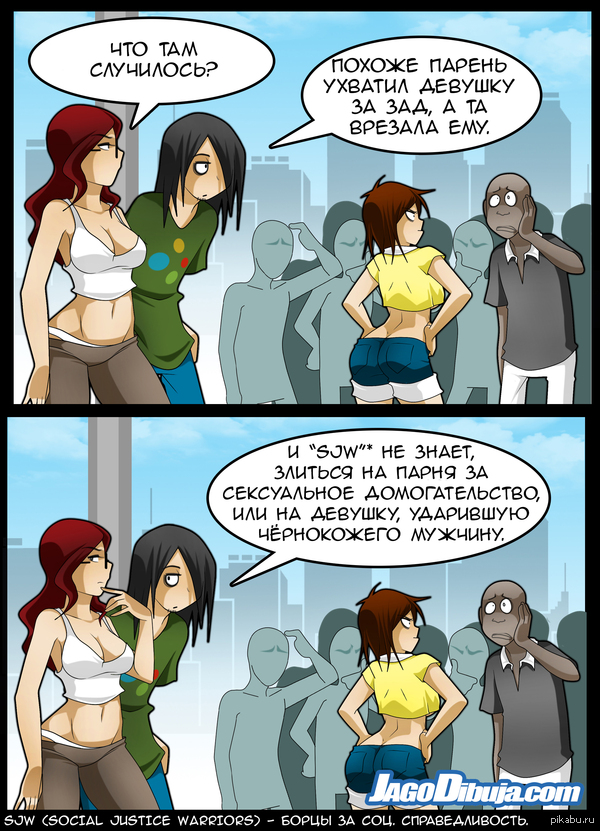 ЧТО ТАМ
СЛУЧИЛОСЬ?
ПОХОЖЕ ПАРЕНЬ
УХВАТИЛ ДЕВУШКУ
ЗА ЗАД, А ТА
ВРЕЗАЛА ЕМУ.
И "SJW"* НЕ ЗНАЕТ,
ЗЛИТЬСЯ НА ПАРНЯ ЗА
СЕКСУАЛЬНОЕ ДОМОГАТЕЛЬСТВО,
ИЛИ НА ДЕВУШКУ, УДАРИВШУЮ
ЧЁРНОКОЖЕГО МУЖЧИНУ.
JAGODibuja.com
SJW (SOCIAL JUSTICE WARRIORS) - БОРЦЫ ЗА СОЦ. СПРАВЕДЛИВОСТЬ.
pikabu.ru